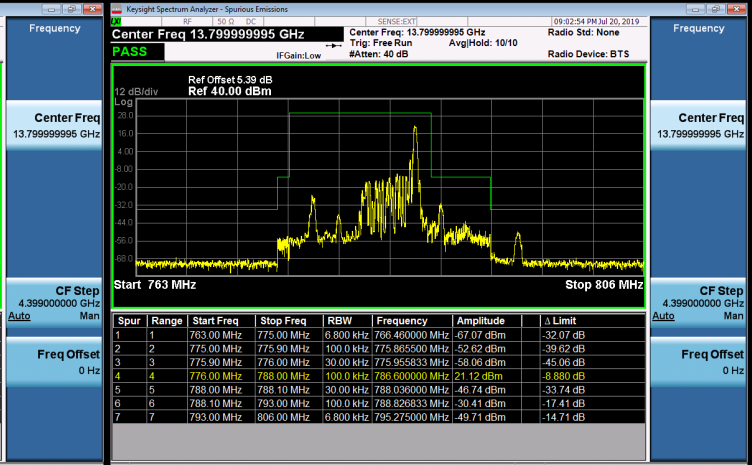 Keysight Spectrum Analyzer - Spurious Emissions
RF 50 Ω DC SENSE:EXT 09:02:54 PM Jul 20, 2019
Center Freq 13.799999995 GHz
Center Freq: 13.799999995 GHz Radio Std: None
Trig: Free Run Avg|Hold: 10/10
PASS IFGain:Low #Atten: 40 dB Radio Device: BTS
Ref Offset 5.39 dB
12 dB/div Ref 40.00 dBm
Log
28.0
16.0
4.00
-8.00
-20.0
-32.0
-44.0
-56.0
-68.0
Start 763 MHz Stop 806 MHz
Spur Range Start Freq Stop Freq RBW Frequency Amplitude Δ Limit
1 1 763.00 MHz 775.00 MHz 6.800 kHz 766.460000 MHz -67.07 dBm -32.07 dB
2 2 775.00 MHz 775.90 MHz 100.0 kHz 775.865500 MHz -52.62 dBm -39.62 dB
3 3 775.90 MHz 776.00 MHz 30.00 kHz 775.955833 MHz -58.06 dBm -45.06 dB
4 4 776.00 MHz 788.00 MHz 100.0 kHz 786.600000 MHz 21.12 dBm -8.880 dB
5 5 788.00 MHz 788.10 MHz 30.00 kHz 788.036000 MHz -46.74 dBm -33.74 dB
6 6 788.10 MHz 793.00 MHz 100.0 kHz 788.826833 MHz -30.41 dBm -17.41 dB
7 7 793.00 MHz 806.00 MHz 6.800 kHz 795.275000 MHz -49.71 dBm -14.71 dB
Frequency
Center Freq
13.799999995 GHz
CF Step
4.399000000 GHz
Auto Man
Freq Offset
0 Hz
Frequency
Center Freq
13.799999995 GHz
CF Step
4.399000000 GHz
Auto Man
Freq Offset
0 Hz